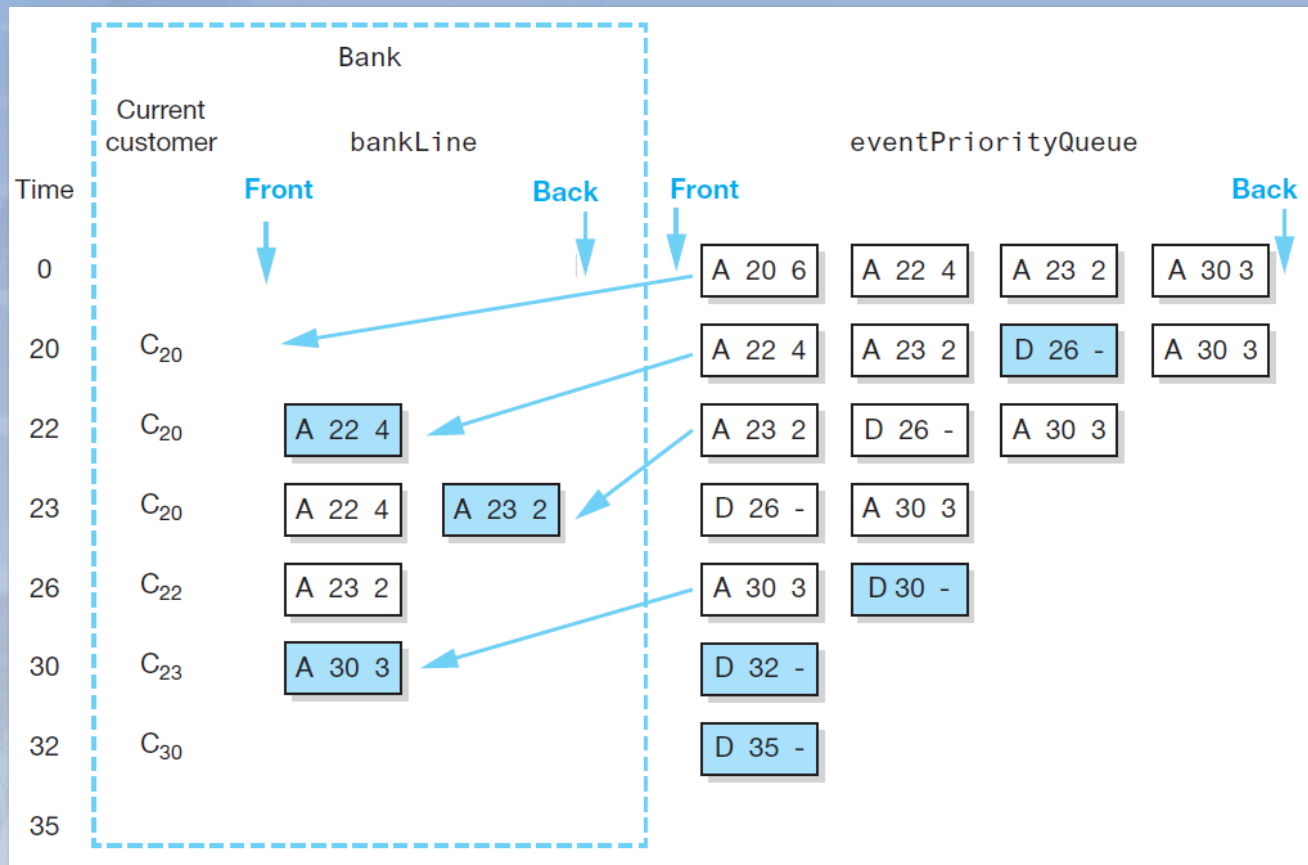 Bank
Current
customer bankLine eventPriorityQueue
Time Front Back Front Back
0 A 20 6 A 22 4 A 23 2 A 30 3
20 C20 A 22 4 A 23 2 D 26 - A 30 3
22 C20 A 22 4 A 23 2 D 26 - A 30 3
23 C20 A 22 4 A 23 2 D 26 - A 30 3
26 C22 A 23 2 A 30 3 D 30 -
30 C23 A 30 3 D 32 -
32 C30 D 35 -
35